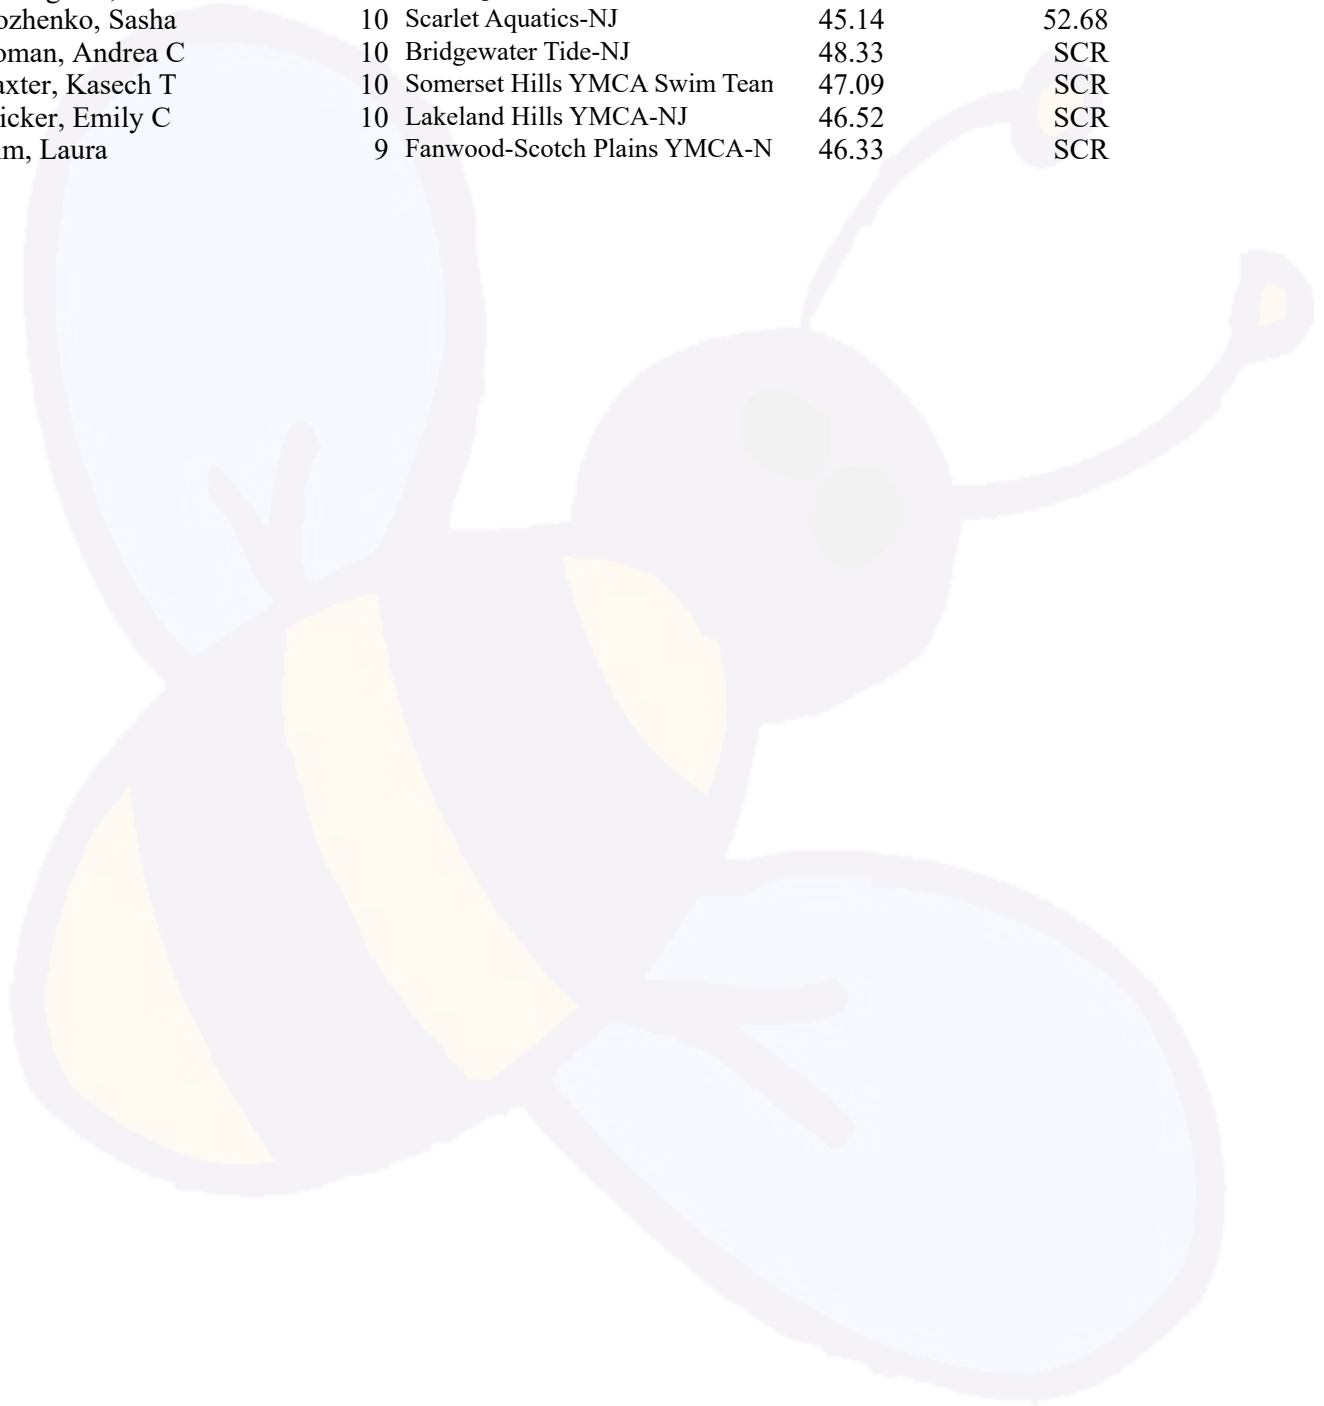 ozhenko, Sasha 10 Scarlet Aquatics-NJ 45.14 52.68
oman, Andrea C 10 Bridgewater Tide-NJ 48.33 SCR
axter, Kasech T 10 Somerset Hills YMCA Swim Tean 47.09 SCR
icker, Emily C 10 Lakeland Hills YMCA-NJ 46.52 SCR
m, Laura 9 Fanwood-Scotch Plains YMCA-N 46.33 SCR